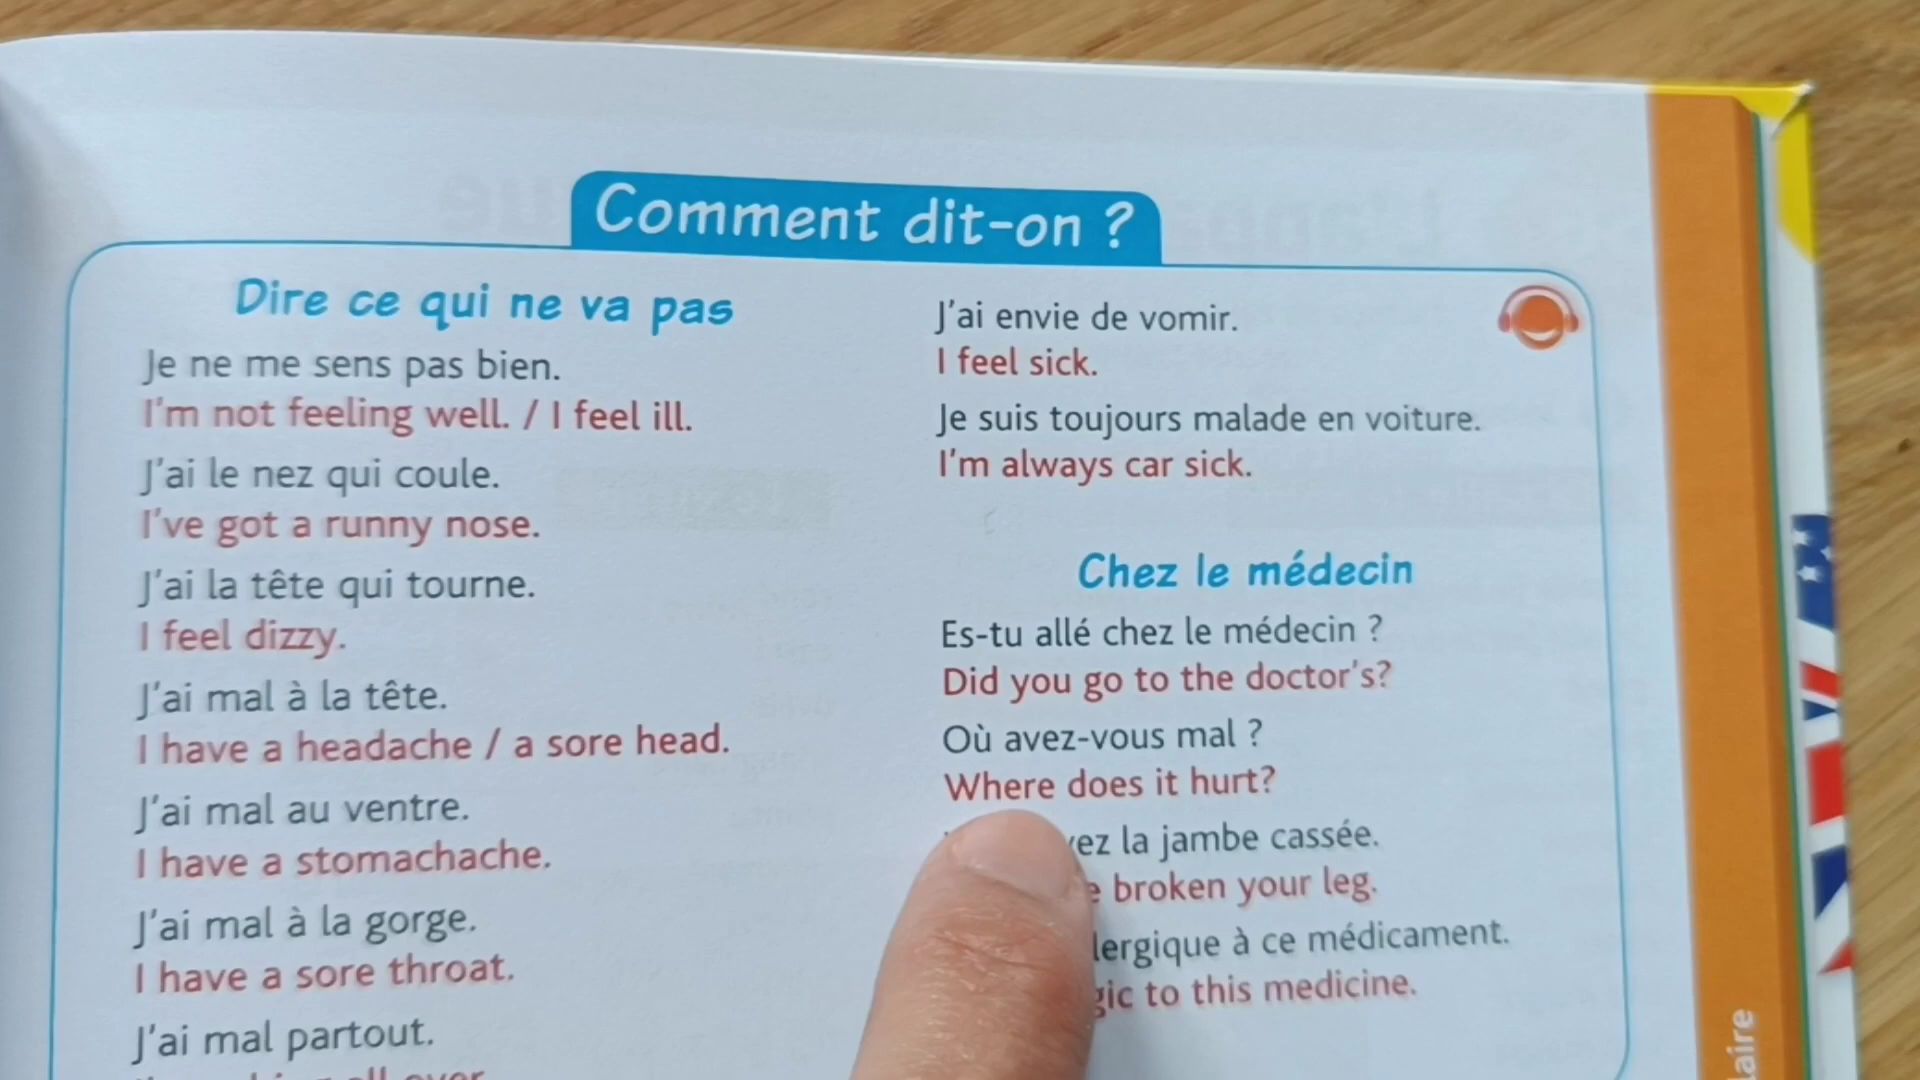 Comment dit-on ?
Dire ce qui ne va pas
Je ne me sens pas bien.
I'm not feeling well. / I feel ill.
J'ai le nez qui coule.
I've got a runny nose.
J'ai la tête qui tourne.
I feel dizzy.
J'ai mal à la tête.
I have a headache / a sore head.
J'ai mal au ventre.
I have a stomachache.
J'ai mal à la gorge.
I have a sore throat.
J'ai mal partout.
all over
J'ai envie de vomir.
I feel sick.
Je suis toujours malade en voiture.
I'm always car sick.
Chez le médecin
Es-tu allé chez le médecin ?
Did you go to the doctor's?
Où avez-vous mal ?
Where does it hurt?
la jambe cassée.
broken your leg.
à ce médicament.
to this medicine.